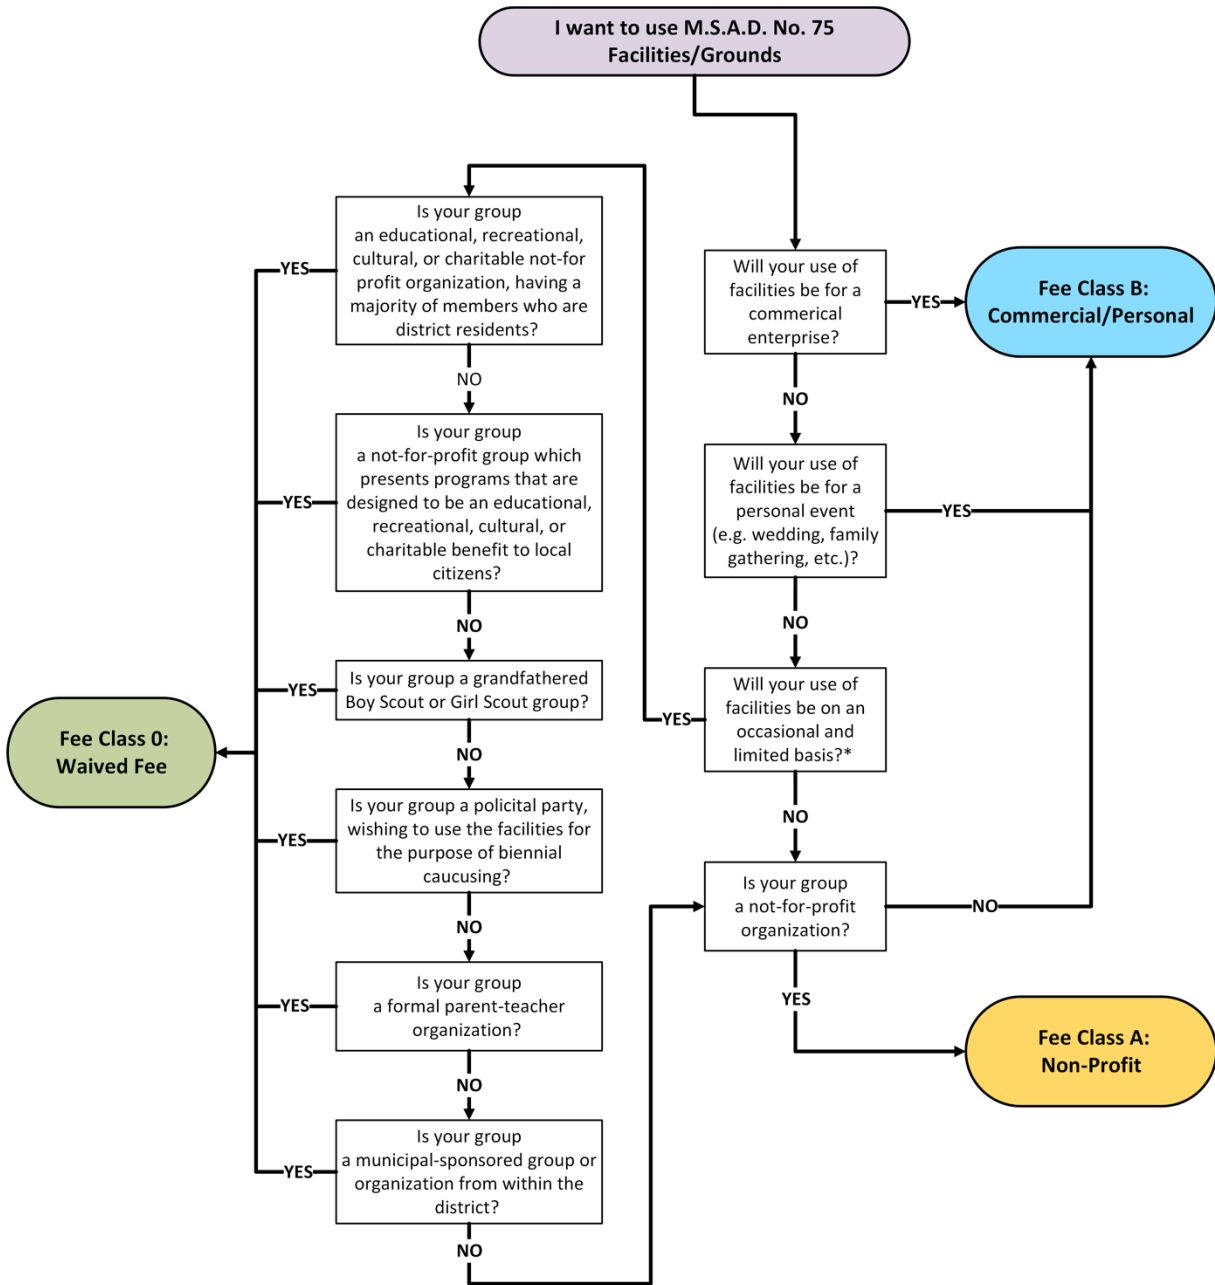 I want to use M.S.A.D. No. 75
Facilities/Grounds
Will your use of
facilities be for a
commerical
enterprise?
YES
Fee Class B:
Commercial/Personal
NO
Will your use of
facilities be for a
personal event
(e.g. wedding, family
gathering, etc.)?
YES
NO
Will your use of
facilities be on an
occasional and
limited basis?*
YES
NO
Is your group
a not-for-profit
organization?
NO
YES
Fee Class A:
Non-Profit
Is your group
an educational, recreational,
cultural, or charitable not-for
profit organization, having a
majority of members who are
district residents?
YES
NO
Is your group
a not-for-profit group which
presents programs that are
designed to be an educational,
recreational, cultural, or
charitable benefit to local
citizens?
YES
NO
Is your group a grandfathered
Boy Scout or Girl Scout group?
YES
NO
Fee Class 0:
Waived Fee
Is your group a policital party,
wishing to use the facilities for
the purpose of biennial
caucusing?
YES
NO
Is your group
a formal parent-teacher
organization?
YES
NO
Is your group
a municipal-sponsored group or
organization from within the
district?
YES
NO